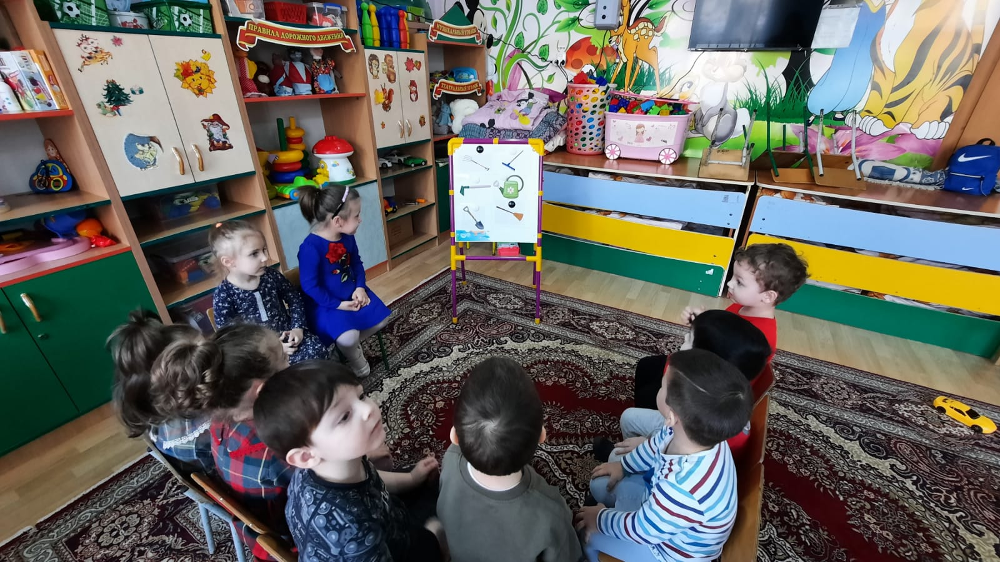 ПРАВИЛА ДОРОЖНОГО ДВИЖЕНИЯ
МУЗЫКАЛЬНЫЙ УГОЛОК
ТЕАТРАЛЬНЫЙ УГОЛОК